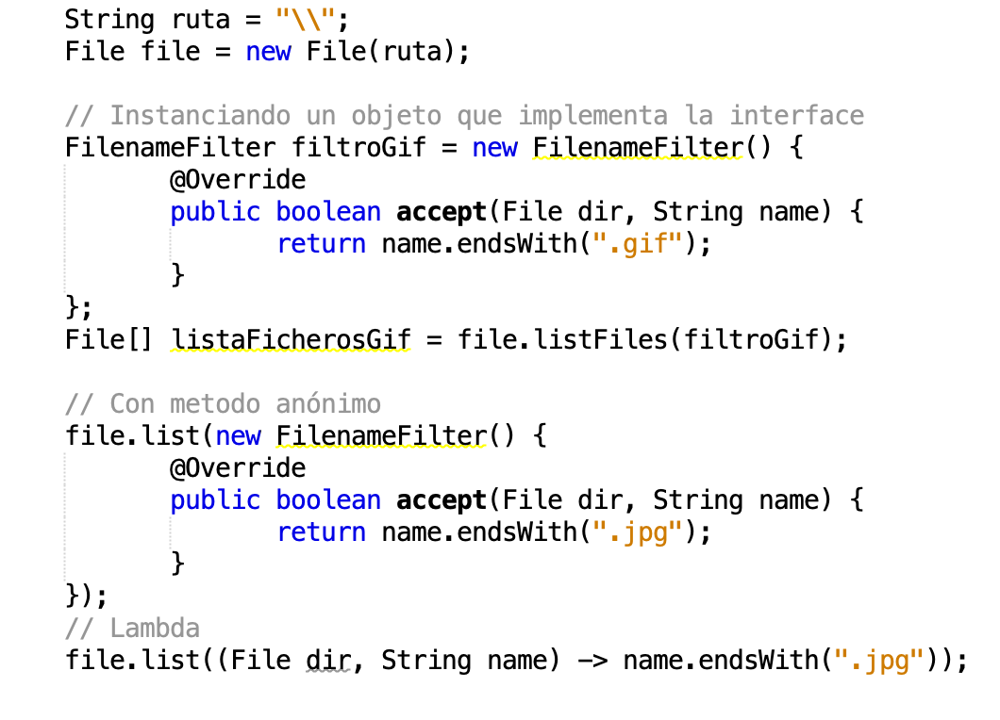 String ruta = "\\";
File file = new File(ruta);
// Instanciando un objeto que implementa la interface
FilenameFilter filtroGif = new FilenameFilter() {
@Override
public boolean accept(File dir, String name) {
return name.endsWith(".gif");
}
};
File[] listaFicherosGif = file.listFiles(filtroGif);
// Con metodo anónimo
file.list(new FilenameFilter() {
@Override
public boolean accept(File dir, String name) {
return name.endsWith(".jpg");
}
});
// Lambda
file.list((File dir, String name) -> name.endsWith(".jpg"));